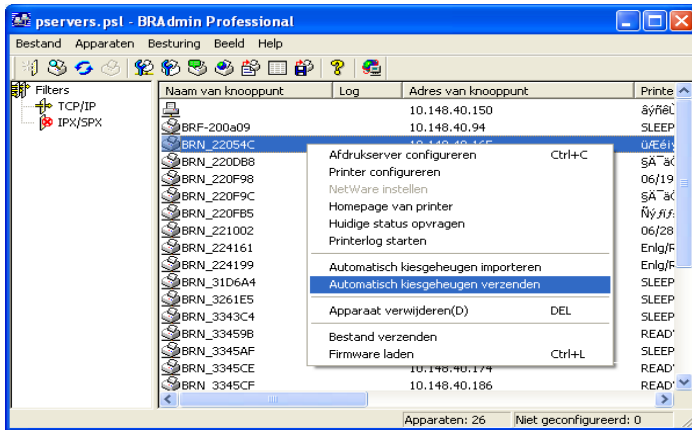 pservers.psl - BRAdmin Professional
Bestand Apparaten Besturing Beeld Help
Filters
TCP/IP
IPX/SPX
Naam van knooppunt Log Adres van knooppunt Printe
10.148.40.150 âýñêL
BRF-200a09 10.148.40.94 SLEEP
BRN_22054C
BRN_220DB8
BRN_220F98 06/19
BRN_220F9C
BRN_220FB5
BRN_221002 06/28
BRN_224161 Enlg/F
BRN_224199 Enlg/F
BRN_31D6A4 SLEEP
BRN_3261E5 SLEEP
BRN_3343C4 SLEEP
BRN_33459B READY
BRN_3345AF SLEEP
BRN_3345CE 10.148.40.174 READY
BRN_3345CF 10.148.40.186 READY
Afdrukserver configureren Ctrl+C
Printer configureren
NetWare instellen
Homepage van printer
Huidige status opvragen
Printerlog starten
Automatisch kiesgeheugen importeren
Automatisch kiesgeheugen verzenden
Apparaat verwijderen(D) DEL
Bestand verzenden
Firmware laden Ctrl+L
Apparaten: 26 Niet geconfigureerd: 0